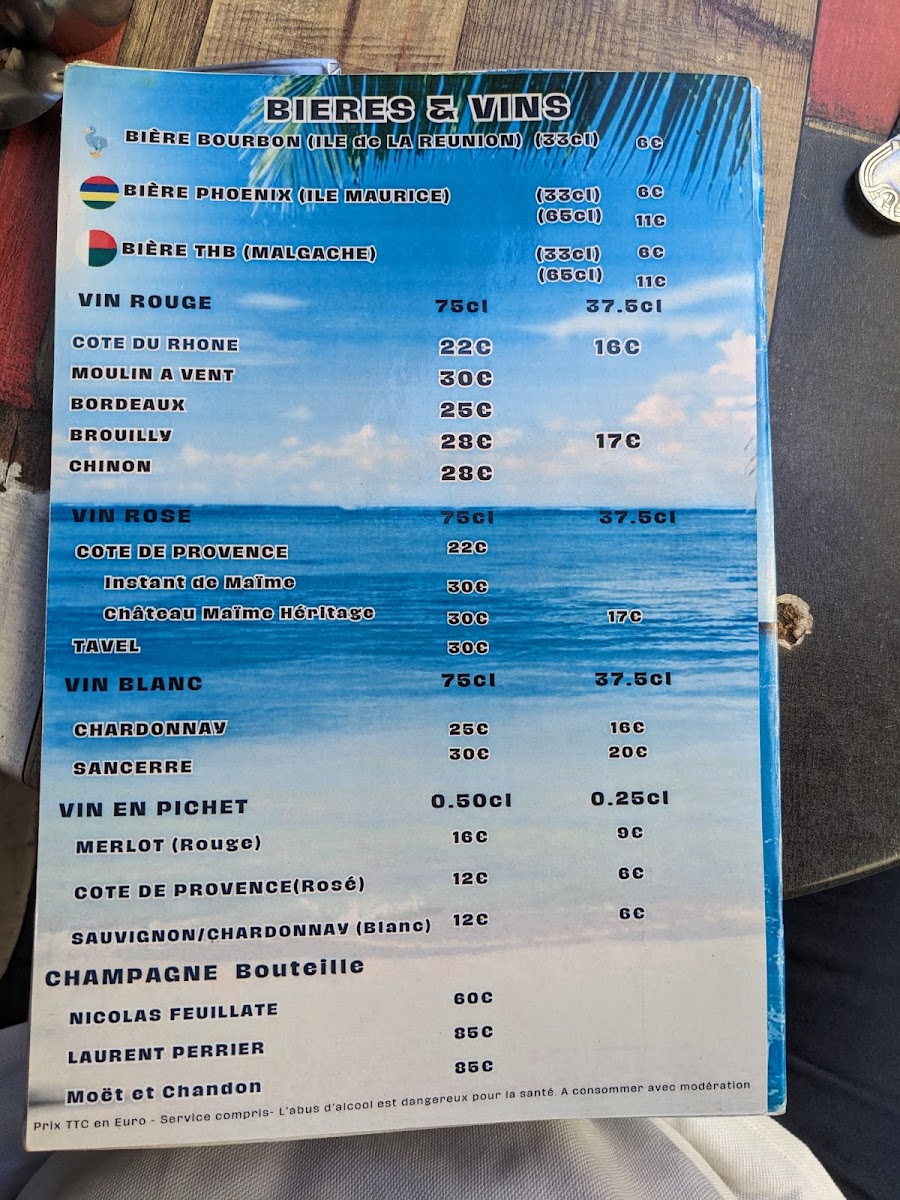 BIERES & VINS
BIÈRE BOURBON (ILE de LA REUNION) (33cl) 6€
BIÈRE PHOENIX (ILE MAURICE) (33cl) 6€
(65cl) 11€
BIÈRE THB (MALGACHE) (33cl) 6€
(65cl) 11€
VIN ROUGE 75cl 37.5cl
COTE DU RHONE 22€ 16€
MOULIN A VENT 30€
BORDEAUX 25€
BROUILLY 28€ 17€
CHINON 28€
VIN ROSE 75cl 37.5cl
COTE DE PROVENCE 22€
Instant de Maïme 30€
Château Maïme Héritage 30€ 17€
TAVEL 30€
VIN BLANC 75cl 37.5cl
CHARDONNAY 25€ 16€
SANCERRE 30€ 20€
VIN EN PICHET 0.50cl 0.25cl
MERLOT (Rouge) 16€ 9€
COTE DE PROVENCE(Rosé) 12€ 6€
SAUVIGNON/CHARDONNAY (Blanc) 12€ 6€
CHAMPAGNE Bouteille
NICOLAS FEUILLATE 60€
LAURENT PERRIER 85€
Moët et Chandon 85€
Prix TTC en Euro - Service compris- L'abus d'alcool est dangereux pour la santé. A consommer avec modération